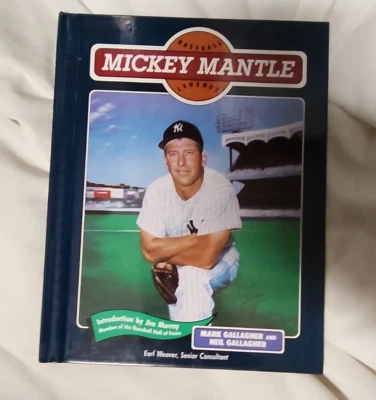 BASEBALL
MICKEY MANTLE
LEGENDS
NY
Introduction by Jim Murray
Member of the Baseball Hall of Fame
MARK GALLAGHER AND
NEIL GALLAGHER
Earl Weaver, Senior Consultant